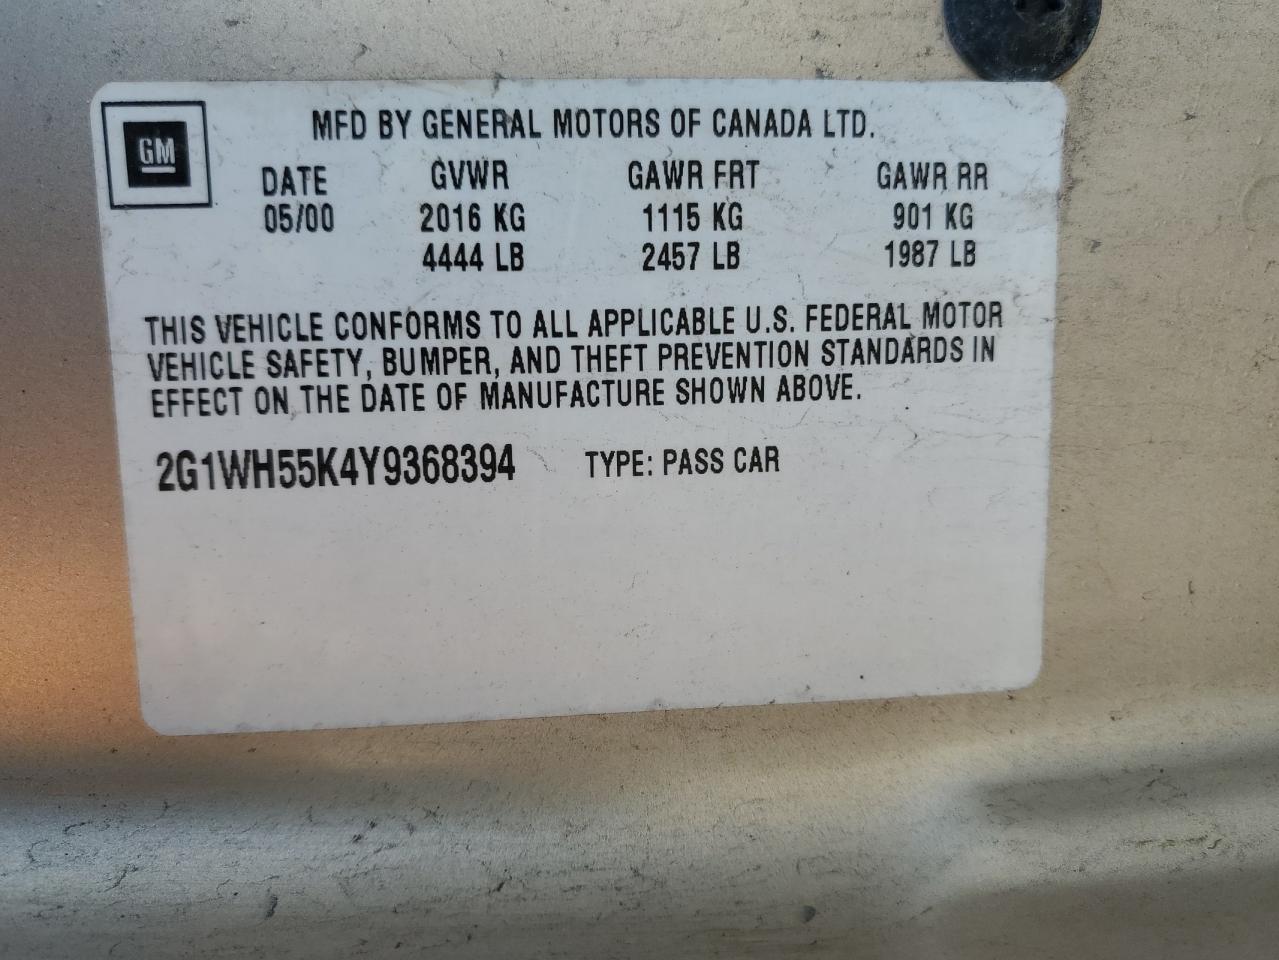 GM
MFD BY GENERAL MOTORS OF CANADA LTD.
DATE GVWR GAWR FRT GAWR RR
05/00 2016 KG 1115 KG 901 KG
4444 LB 2457 LB 1987 LB
THIS VEHICLE CONFORMS TO ALL APPLICABLE U.S. FEDERAL MOTOR
VEHICLE SAFETY, BUMPER, AND THEFT PREVENTION STANDARDS IN
EFFECT ON THE DATE OF MANUFACTURE SHOWN ABOVE.
2G1WH55K4Y9368394 TYPE: PASS CAR